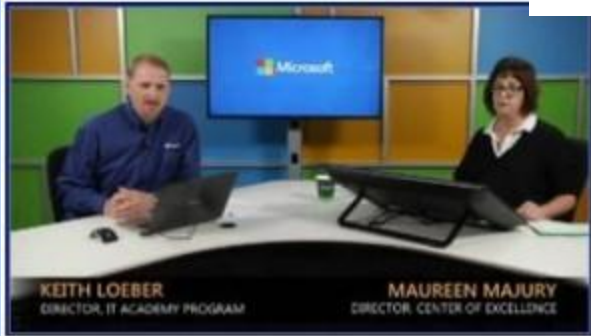 Microsoft
KEITH LOEBER
DIRECTOR, IT ACADEMY PROGRAM
MAUREEN MAJURY
DIRECTOR, CENTER OF EXCELLENCE